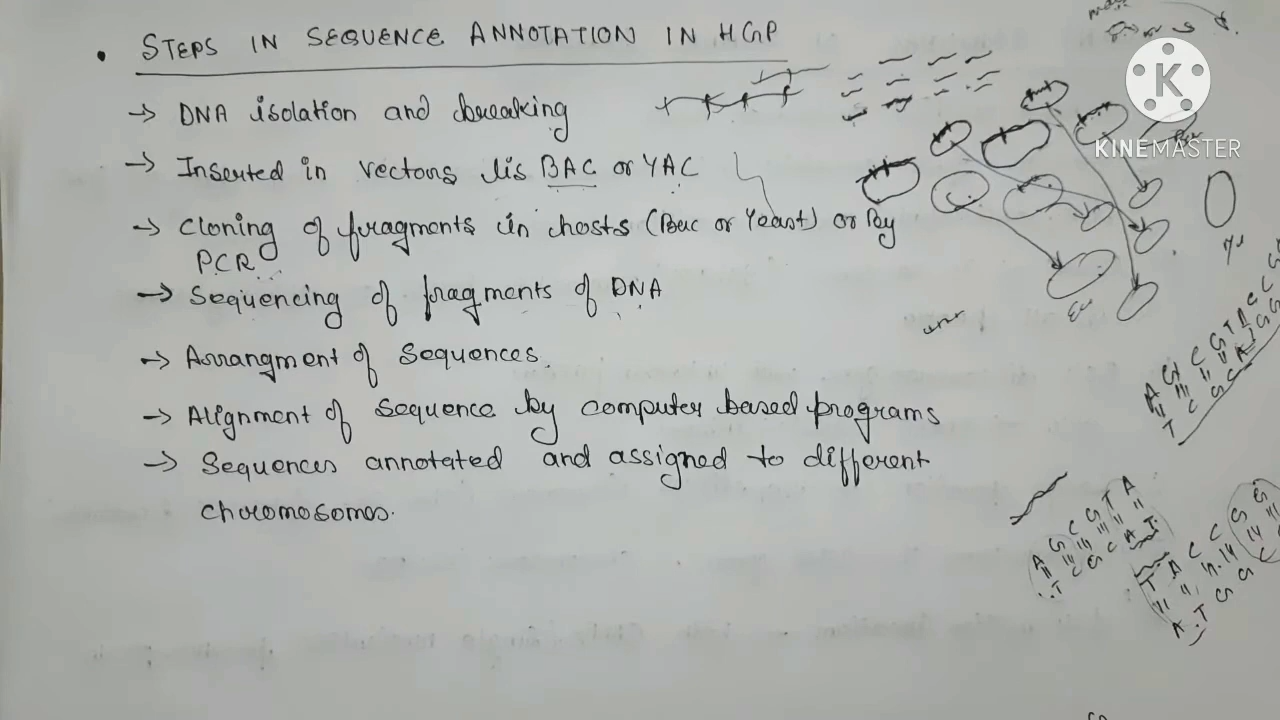 • STEPS IN SEQUENCE ANNOTATION IN HGP
→ DNA isolation and breaking
→ Inserted in vectors lis BAC or YAC
→ Cloning of fragments in hosts (Bac or Yeast) or By
PCR
→ Sequencing of fragments of DNA
→ Arrangment of Sequences.
→ Alignment of Sequence by computer based programs
→ Sequences annotated and assigned to different
chromosomes.
K
KINEMASTER
A G C G T A
T C G C A T
T A C C G G
A T G G